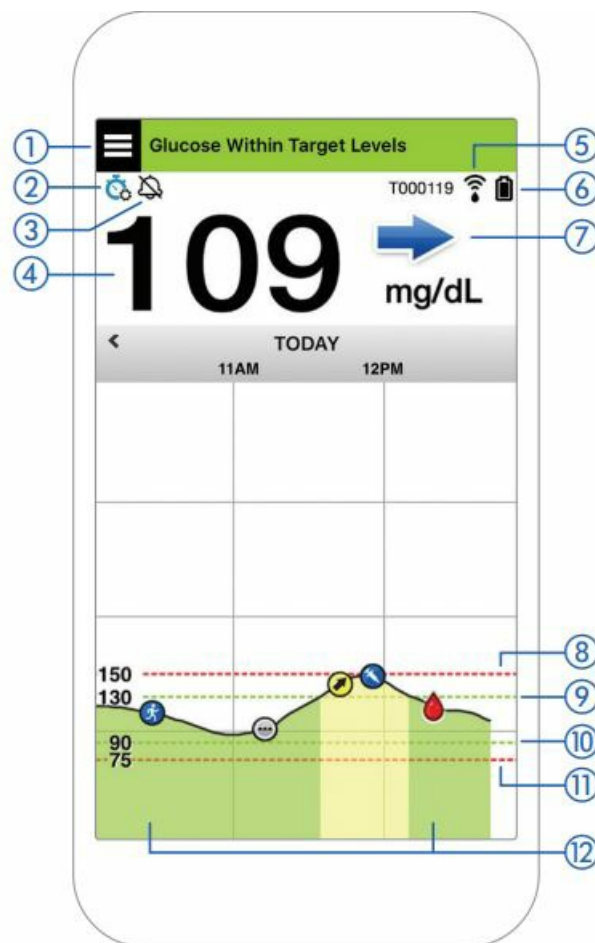 ① Glucose Within Target Levels ⑤
② T000119 ⑥
③
④ 109 ⑦
mg/dL
TODAY
11AM 12PM
150 ⑧
130 ⑨
90 ⑩
75 ⑪
⑫